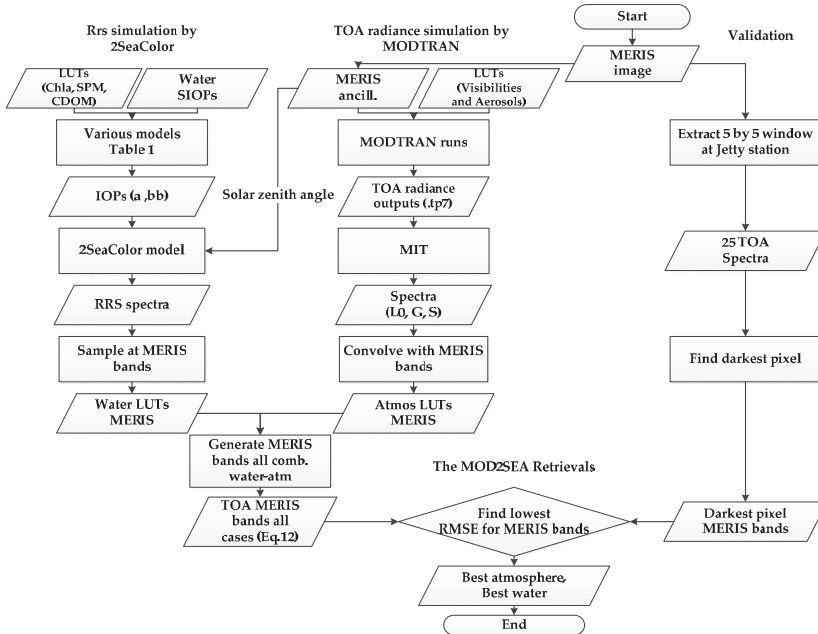 Start
Rrs simulation by
2SeaColor
TOA radiance simulation by
MODTRAN
Validation
MERIS
image
LUTs
(Chla, SPM,
CDOM)
Water
SIOPs
MERIS
ancill.
LUTs
(Visibilities
and Aerosols)
Various models
Table 1
MODTRAN runs
Extract 5 by 5 window
at Jetty station
IOPs (a ,bb)
Solar zenith angle
TOA radiance
outputs (.tp7)
2SeaColor model
MIT
25 TOA
Spectra
RRS spectra
Spectra
(L0, G, S)
Sample at MERIS
bands
Convolve with MERIS
bands
Find darkest pixel
Water LUTs
MERIS
Atmos LUTs
MERIS
Generate MERIS
bands all comb.
water-atm
The MOD2SEA Retrievals
TOA MERIS
bands all
cases (Eq.12)
Find lowest
RMSE for MERIS bands
Darkest pixel
MERIS bands
Best atmosphere,
Best water
End